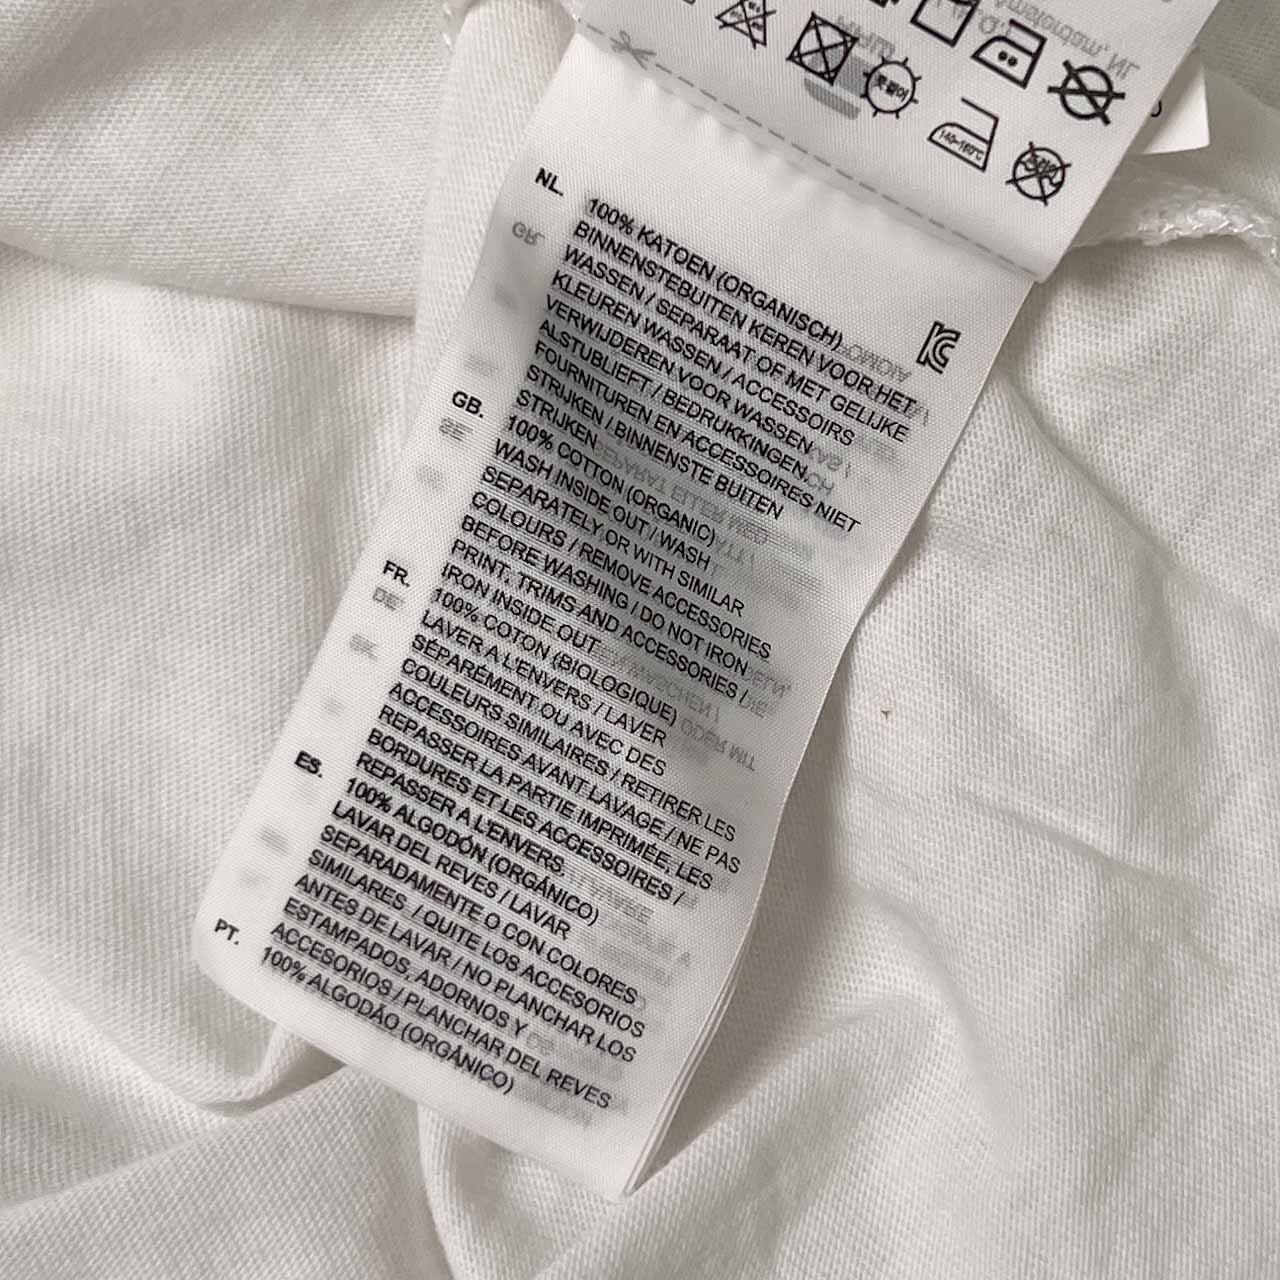 140~160℃
NL.
100% KATOEN (ORGANISCH)
BINNENSTEBUITEN KEREN VOOR HET
WASSEN / SEPARAAT OF MET GELIJKE
KLEUREN WASSEN / ACCESSOIRS
VERWIJDEREN VOOR WASSEN
ALSTUBLIEFT / BEDRUKKINGEN,
FOURNITUREN EN ACCESSOIRES NIET
STRIJKEN / BINNENSTE BUITEN
STRIJKEN
GB.
100% COTTON (ORGANIC)
WASH INSIDE OUT / WASH
SEPARATELY OR WITH SIMILAR
COLOURS / REMOVE ACCESSORIES
BEFORE WASHING / DO NOT IRON
PRINT, TRIMS AND ACCESSORIES /
IRON INSIDE OUT
FR.
100% COTON (BIOLOGIQUE)
LAVER A L'ENVERS / LAVER
SÉPARÉMENT OU AVEC DES
COULEURS SIMILAIRES / RETIRER LES
ACCESSOIRES AVANT LAVAGE / NE PAS
REPASSER LA PARTIE IMPRIMÉE, LES
BORDURES ET LES ACCESSOIRES /
REPASSER A L'ENVERS.
ES.
100% ALGODÓN (ORGÁNICO)
LAVAR DEL REVES / LAVAR
SEPARADAMENTE O CON COLORES
SIMILARES / QUITE LOS ACCESORIOS
ANTES DE LAVAR / NO PLANCHAR LOS
ESTAMPADOS, ADORNOS Y
ACCESORIOS / PLANCHAR DEL REVES
PT.
100% ALGODÃO (ORGÂNICO)